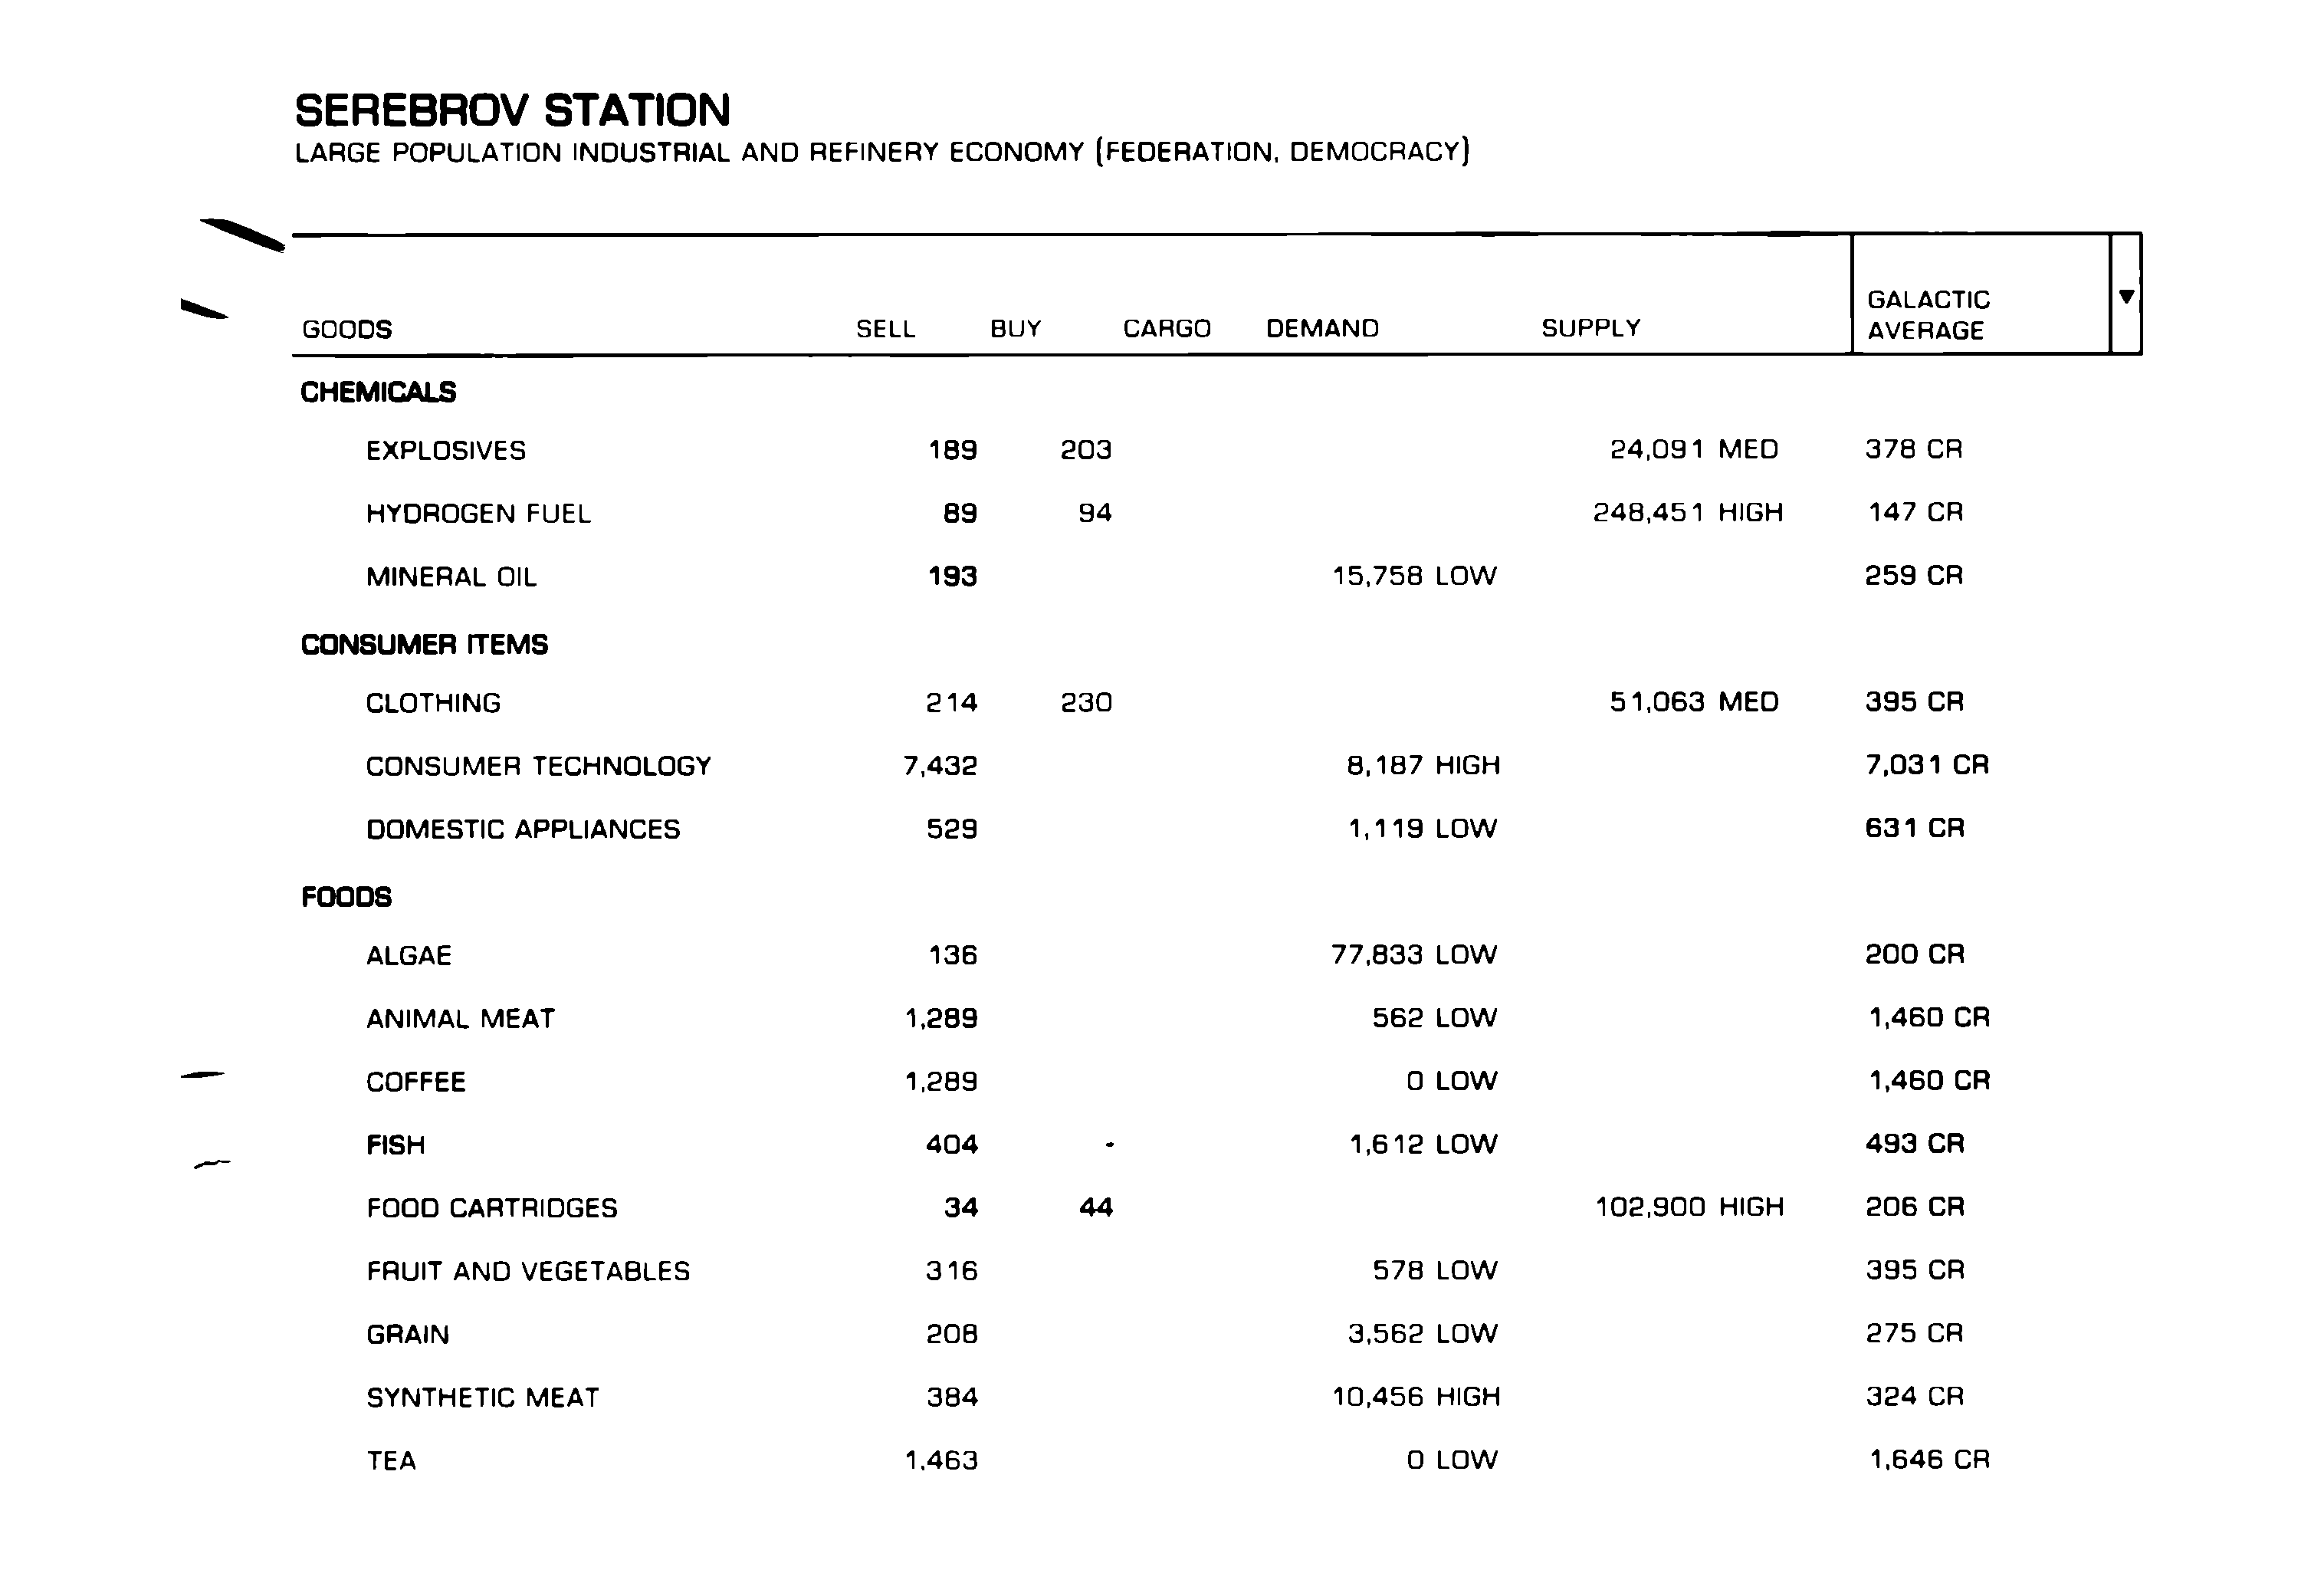 SEREBROV STATION
LARGE POPULATION INDUSTRIAL AND REFINERY ECONOMY (FEDERATION, DEMOCRACY)
GOODS SELL BUY CARGO DEMAND SUPPLY GALACTIC AVERAGE ▼
CHEMICALS
EXPLOSIVES 189 203 24,091 MED 378 CR
HYDROGEN FUEL 89 94 248,451 HIGH 147 CR
MINERAL OIL 193 15,758 LOW 259 CR
CONSUMER ITEMS
CLOTHING 214 230 51,063 MED 395 CR
CONSUMER TECHNOLOGY 7,432 8,187 HIGH 7,031 CR
DOMESTIC APPLIANCES 529 1,119 LOW 631 CR
FOODS
ALGAE 136 77,833 LOW 200 CR
ANIMAL MEAT 1,289 562 LOW 1,460 CR
COFFEE 1,289 0 LOW 1,460 CR
FISH 404 - 1,612 LOW 493 CR
FOOD CARTRIDGES 34 44 102,900 HIGH 206 CR
FRUIT AND VEGETABLES 316 578 LOW 395 CR
GRAIN 208 3,562 LOW 275 CR
SYNTHETIC MEAT 384 10,456 HIGH 324 CR
TEA 1,463 0 LOW 1,646 CR